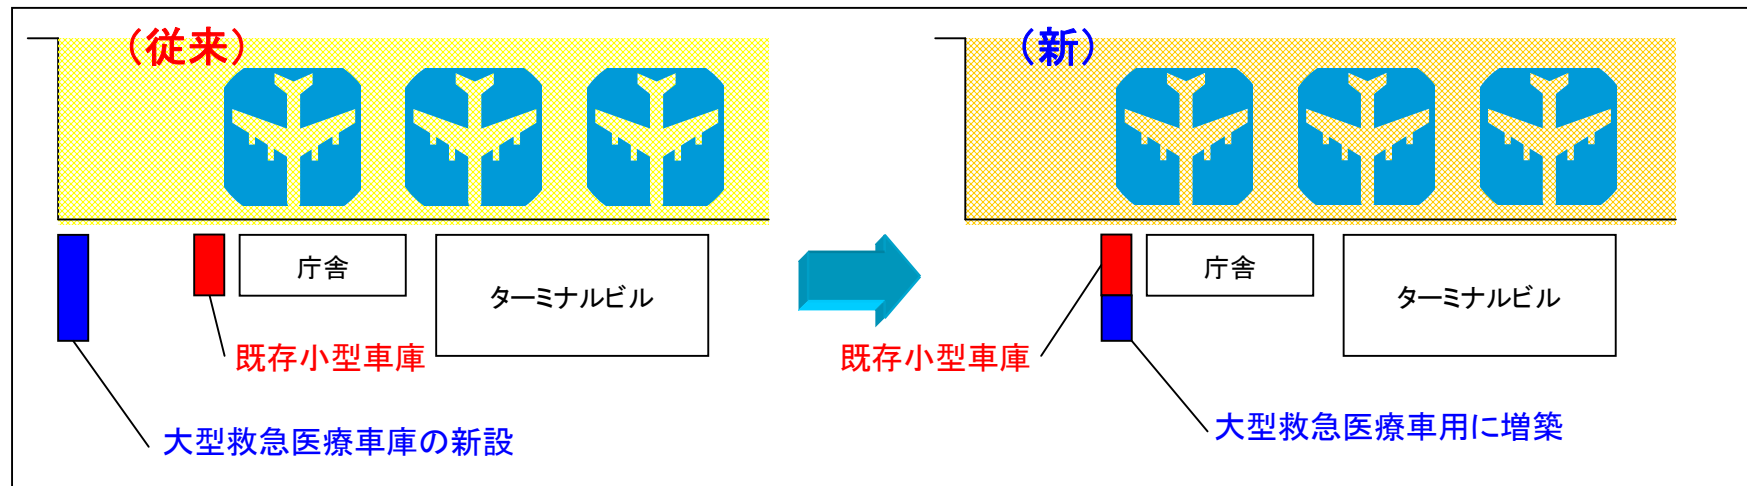 （従来）
庁舎
ターミナルビル
既存小型車庫
大型救急医療車庫の新設
（新）
庁舎
ターミナルビル
既存小型車庫
大型救急医療車用に増築